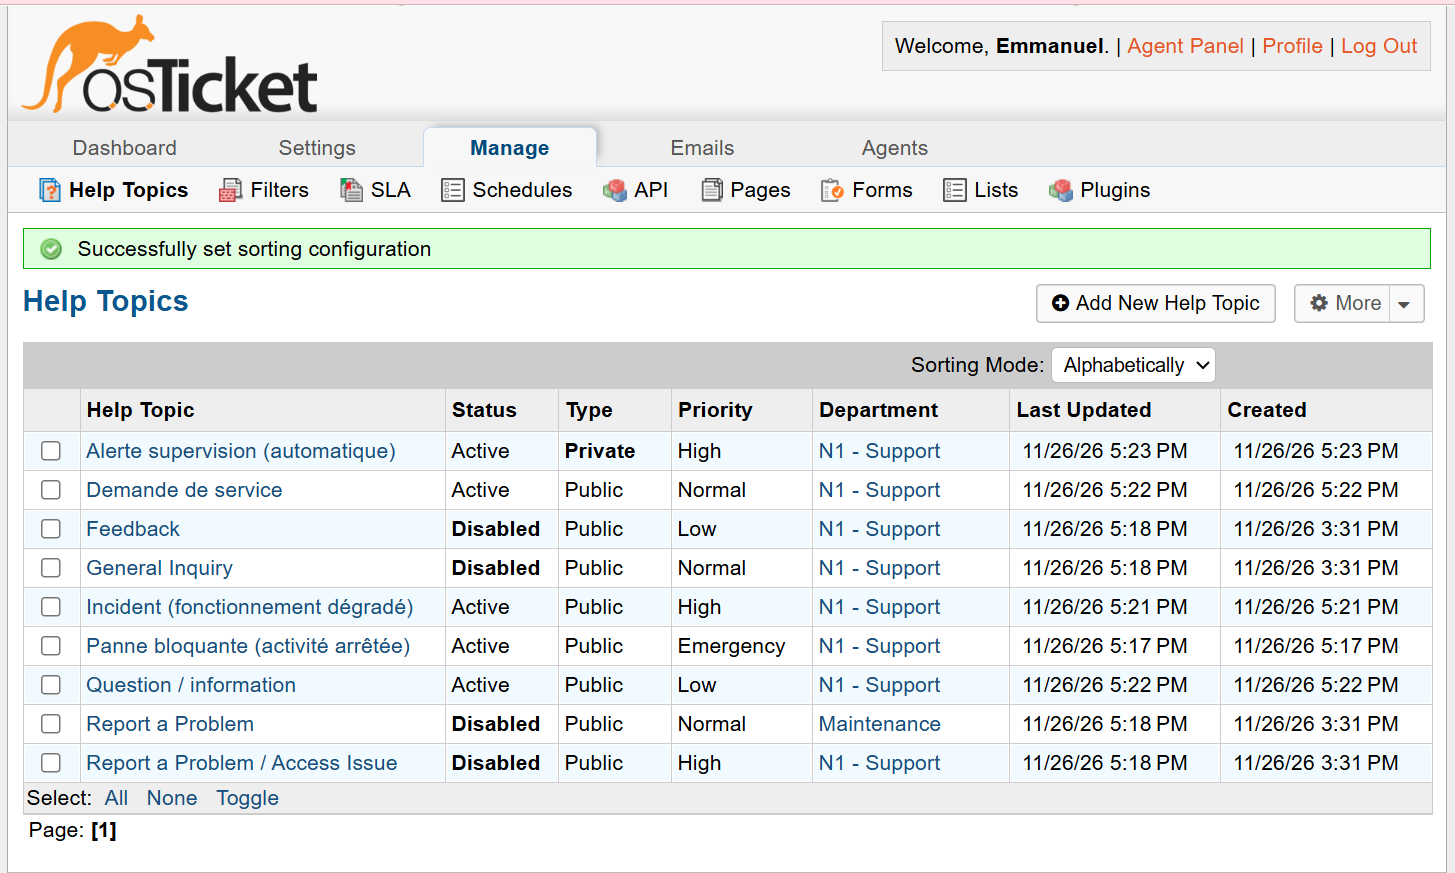 osTicket
Welcome, Emmanuel. | Agent Panel | Profile | Log Out
Dashboard Settings Manage Emails Agents
Help Topics Filters SLA Schedules API Pages Forms Lists Plugins
Successfully set sorting configuration
Help Topics
Add New Help Topic More
Sorting Mode: Alphabetically
Help Topic Status Type Priority Department Last Updated Created
Alerte supervision (automatique) Active Private High N1 - Support 11/26/26 5:23 PM 11/26/26 5:23 PM
Demande de service Active Public Normal N1 - Support 11/26/26 5:22 PM 11/26/26 5:22 PM
Feedback Disabled Public Low N1 - Support 11/26/26 5:18 PM 11/26/26 3:31 PM
General Inquiry Disabled Public Normal N1 - Support 11/26/26 5:18 PM 11/26/26 3:31 PM
Incident (fonctionnement dégradé) Active Public High N1 - Support 11/26/26 5:21 PM 11/26/26 5:21 PM
Panne bloquante (activité arrêtée) Active Public Emergency N1 - Support 11/26/26 5:17 PM 11/26/26 5:17 PM
Question / information Active Public Low N1 - Support 11/26/26 5:22 PM 11/26/26 5:22 PM
Report a Problem Disabled Public Normal Maintenance 11/26/26 5:18 PM 11/26/26 3:31 PM
Report a Problem / Access Issue Disabled Public High N1 - Support 11/26/26 5:18 PM 11/26/26 3:31 PM
Select: All None Toggle
Page: [1]